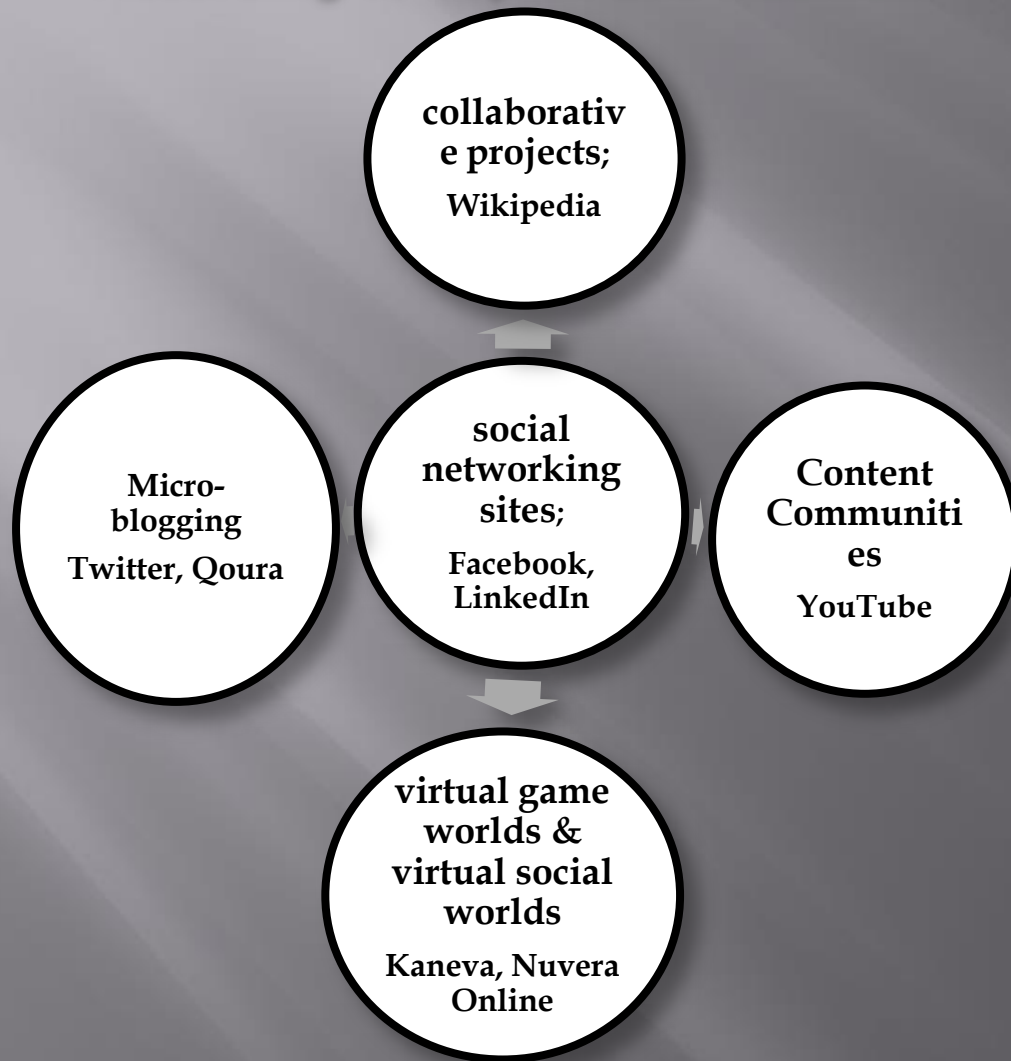 collaborativ
e projects;
Wikipedia
Micro-
blogging
Twitter, Qoura
social
networking
sites;
Facebook,
LinkedIn
Content
Communiti
es
YouTube
virtual game
worlds &
virtual social
worlds
Kaneva, Nuvera
Online